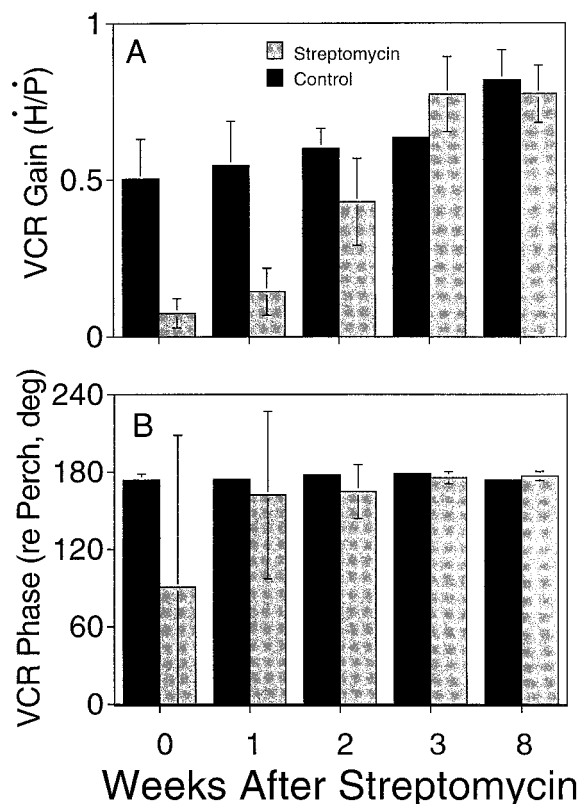 1
A
Streptomycin
Control
VCR Gain (Ḣ/Ṗ)
0.5
0
240
B
180
VCR Phase (re Perch, deg)
120
60
0
0 1 2 3 8
Weeks After Streptomycin